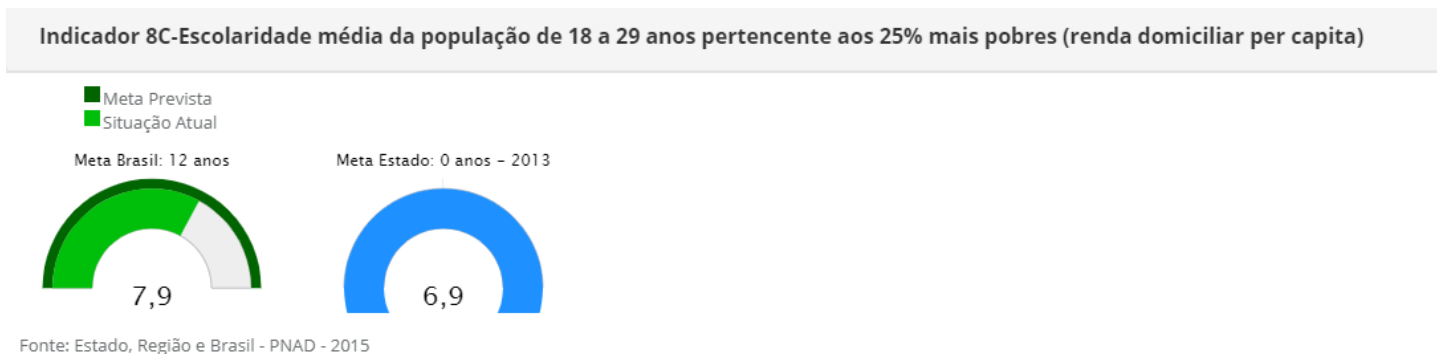 Indicador 8C-Escolaridade média da população de 18 a 29 anos pertencente aos 25% mais pobres (renda domiciliar per capita)
Meta Prevista
Situação Atual
Meta Brasil: 12 anos
7,9
Meta Estado: 0 anos - 2013
6,9
Fonte: Estado, Região e Brasil - PNAD - 2015